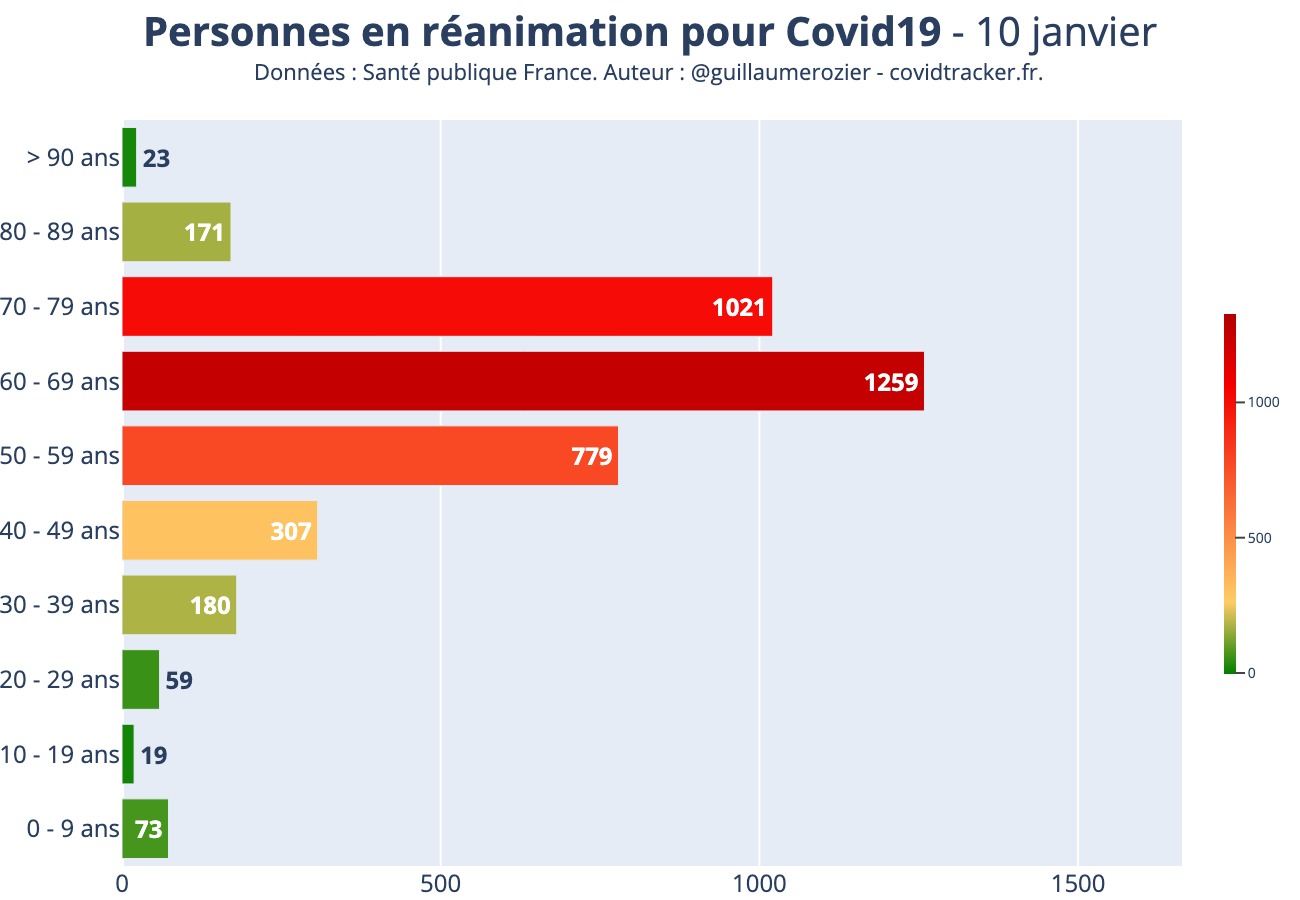 Personnes en réanimation pour Covid19 - 10 janvier
Données : Santé publique France. Auteur : @guillaumerozier - covidtracker.fr.
> 90 ans 23
80 - 89 ans 171
70 - 79 ans 1021
60 - 69 ans 1259
50 - 59 ans 779
40 - 49 ans 307
30 - 39 ans 180
20 - 29 ans 59
10 - 19 ans 19
0 - 9 ans 73
0 500 1000 1500
1000
500
0